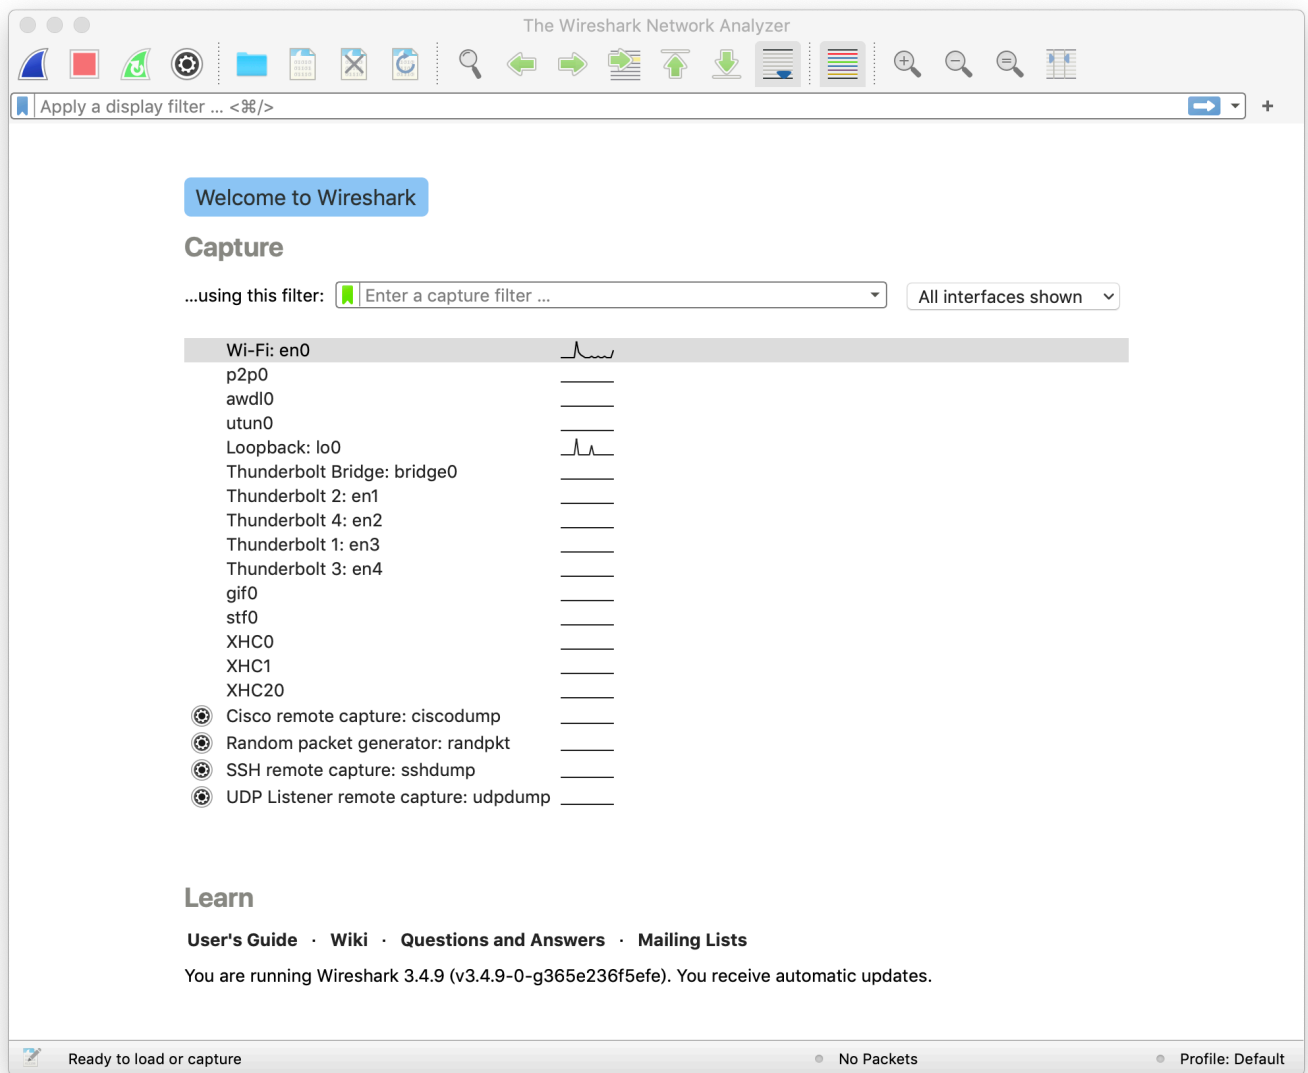 The Wireshark Network Analyzer
Apply a display filter ... <⌘/>
+
Welcome to Wireshark
Capture
...using this filter: Enter a capture filter ... All interfaces shown
Wi-Fi: en0
p2p0
awdl0
utun0
Loopback: lo0
Thunderbolt Bridge: bridge0
Thunderbolt 2: en1
Thunderbolt 4: en2
Thunderbolt 1: en3
Thunderbolt 3: en4
gif0
stf0
XHC0
XHC1
XHC20
Cisco remote capture: ciscodump
Random packet generator: randpkt
SSH remote capture: sshdump
UDP Listener remote capture: udpdump
Learn
User's Guide · Wiki · Questions and Answers · Mailing Lists
You are running Wireshark 3.4.9 (v3.4.9-0-g365e236f5efe). You receive automatic updates.
Ready to load or capture No Packets Profile: Default